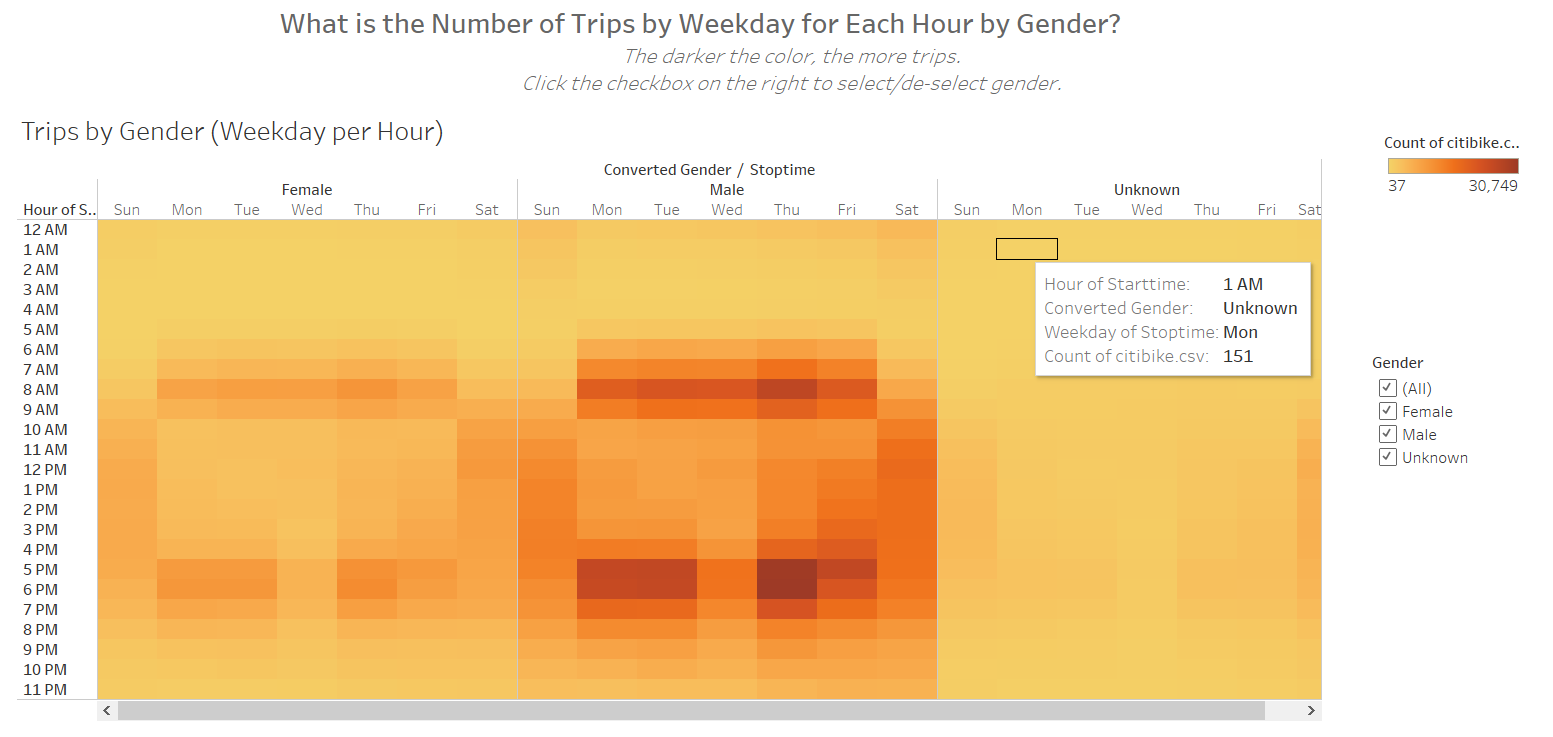 What is the Number of Trips by Weekday for Each Hour by Gender?
The darker the color, the more trips.
Click the checkbox on the right to select/de-select gender.
Trips by Gender (Weekday per Hour)
Count of citibike.c..
37 30,749
Converted Gender / Stoptime
Female Male Unknown
Hour of S.. Sun Mon Tue Wed Thu Fri Sat Sun Mon Tue Wed Thu Fri Sat Sun Mon Tue Wed Thu Fri Sat
12 AM
1 AM
2 AM
3 AM
4 AM
5 AM
6 AM
7 AM
8 AM
9 AM
10 AM
11 AM
12 PM
1 PM
2 PM
3 PM
4 PM
5 PM
6 PM
7 PM
8 PM
9 PM
10 PM
11 PM
Hour of Starttime: 1 AM
Converted Gender: Unknown
Weekday of Stoptime: Mon
Count of citibike.csv: 151
Gender
(All)
Female
Male
Unknown